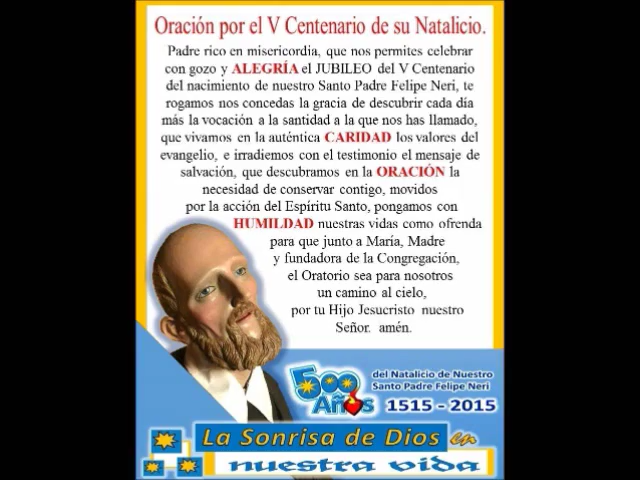 Oración por el V Centenario de su Natalicio.
Padre rico en misericordia, que nos permites celebrar
con gozo y ALEGRÍA el JUBILEO del V Centenario
del nacimiento de nuestro Santo Padre Felipe Neri, te
rogamos nos concedas la gracia de descubrir cada día
más la vocación a la santidad a la que nos has llamado,
que vivamos en la auténtica CARIDAD los valores del
evangelio, e irradiemos con el testimonio el mensaje de
salvación, que descubramos en la ORACIÓN la
necesidad de conservar contigo, movidos
por la acción del Espíritu Santo, pongamos con
HUMILDAD nuestras vidas como ofrenda
para que junto a María, Madre
y fundadora de la Congregación,
el Oratorio sea para nosotros
un camino al cielo,
por tu Hijo Jesucristo nuestro
Señor. amén.
500
Años
del Natalicio de Nuestro
Santo Padre Felipe Neri
1515 - 2015
La Sonrisa de Dios en
nuestra vida